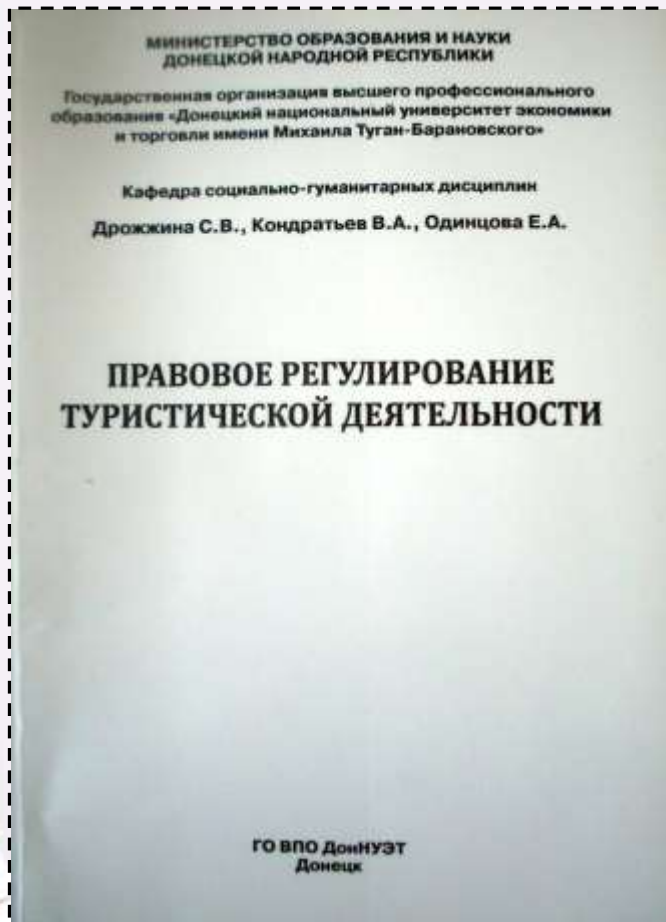 МИНИСТЕРСТВО ОБРАЗОВАНИЯ И НАУКИ
ДОНЕЦКОЙ НАРОДНОЙ РЕСПУБЛИКИ
Государственная организация высшего профессионального
образования «Донецкий национальный университет экономики
и торговли имени Михаила Туган-Барановского»
Кафедра социально-гуманитарных дисциплин
Дрожжина С.В., Кондратьев В.А., Одинцова Е.А.
ПРАВОВОЕ РЕГУЛИРОВАНИЕ
ТУРИСТИЧЕСКОЙ ДЕЯТЕЛЬНОСТИ
ГО ВПО ДонНУЭТ
Донецк